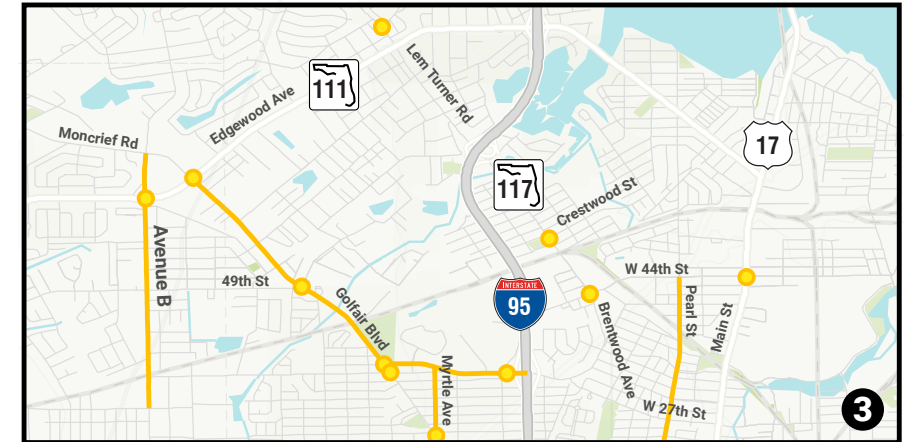 Lem Turner Rd
111
Edgewood Ave
Moncrief Rd
17
117
Crestwood St
Avenue B
49th St
W 44th St
INTERSTATE
95
Golfair Blvd
Pearl St
Main St
Brentwood Ave
Myrtle Ave
W 27th St
3